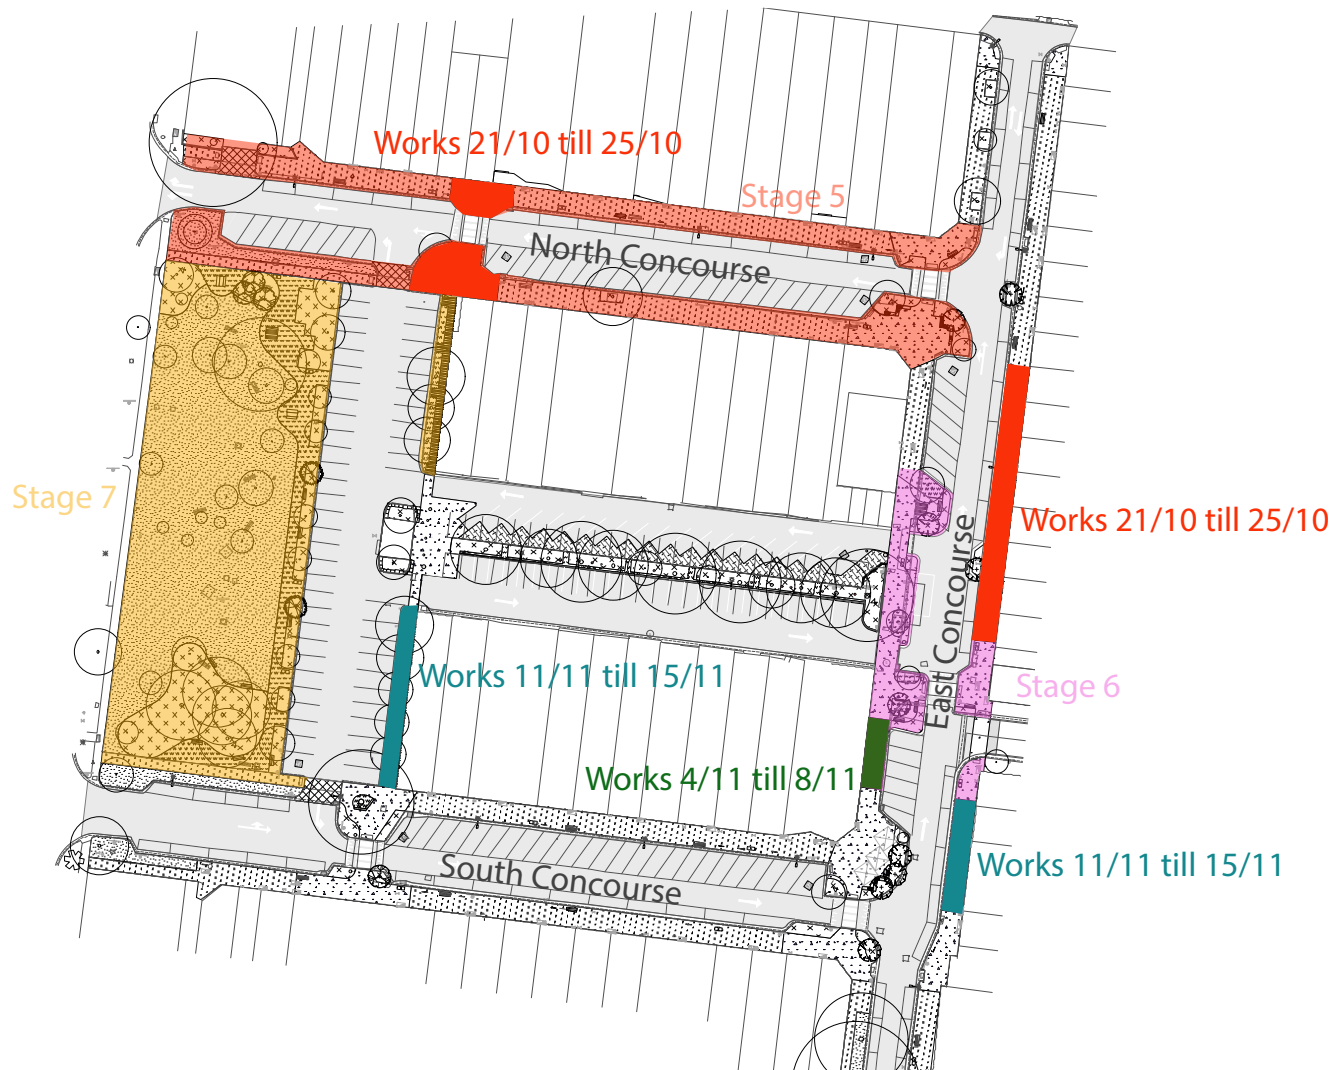 Works 21/10 till 25/10
Stage 5
North Concourse
Stage 7
Works 21/10 till 25/10
East Concourse
Works 11/11 till 15/11
Stage 6
Works 4/11 till 8/11
South Concourse
Works 11/11 till 15/11